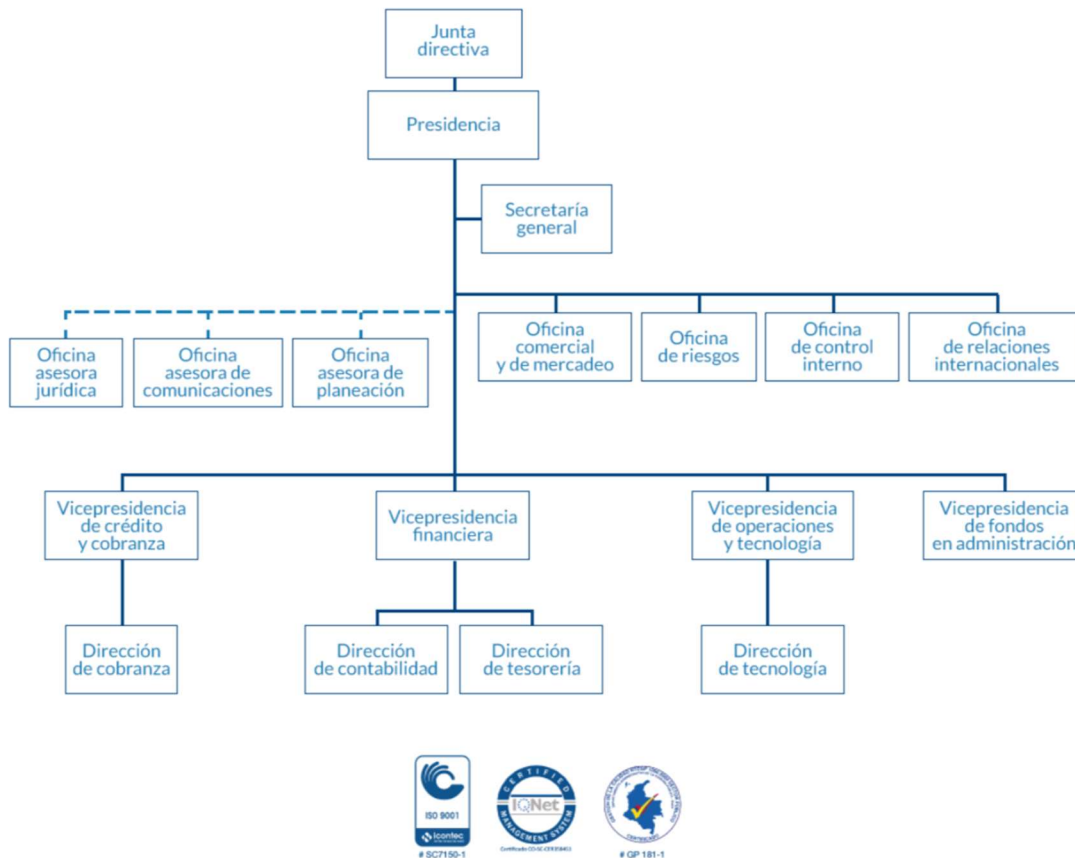 Junta
directiva
Presidencia
Secretaría
general
Oficina
asesora
jurídica
Oficina
asesora de
comunicaciones
Oficina
asesora de
planeación
Oficina
comercial
y de mercadeo
Oficina
de riesgos
Oficina
de control
interno
Oficina
de relaciones
internacionales
Vicepresidencia
de crédito
y cobranza
Vicepresidencia
financiera
Vicepresidencia
de operaciones
y tecnología
Vicepresidencia
de fondos
en administración
Dirección
de cobranza
Dirección
de contabilidad
Dirección
de tesorería
Dirección
de tecnología
ISO 9001
icontec
# SC7150-1
CERTIFIED
IQNet
MANAGEMENT SYSTEM
# GP 181-1